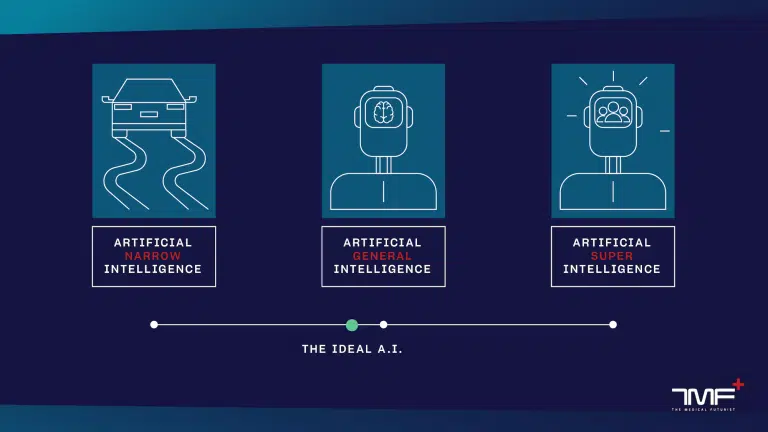 ARTIFICIAL
NARROW
INTELLIGENCE
ARTIFICIAL
GENERAL
INTELLIGENCE
ARTIFICIAL
SUPER
INTELLIGENCE
THE IDEAL A.I.
TMF+
THE MEDICAL FUTURIST